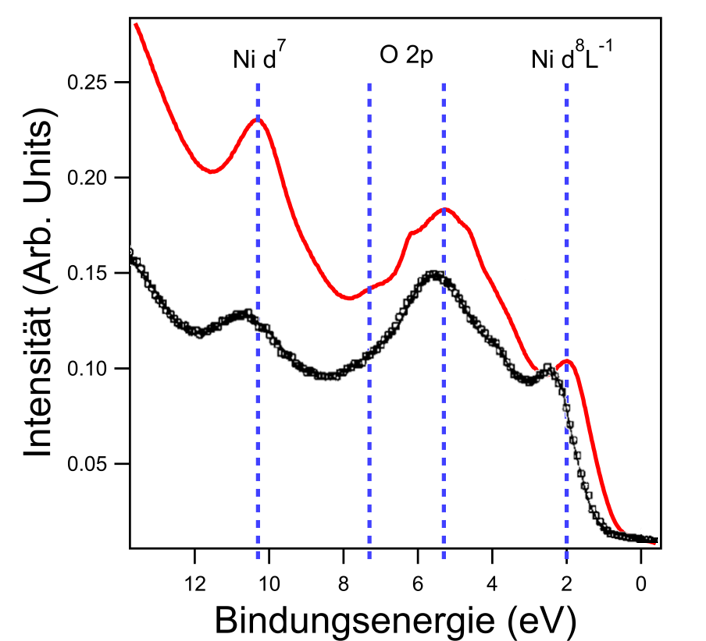 Ni d⁷
O 2p
Ni d⁸L⁻¹
0.25
0.20
0.15
0.10
0.05
Intensität (Arb. Units)
12 10 8 6 4 2 0
Bindungsenergie (eV)